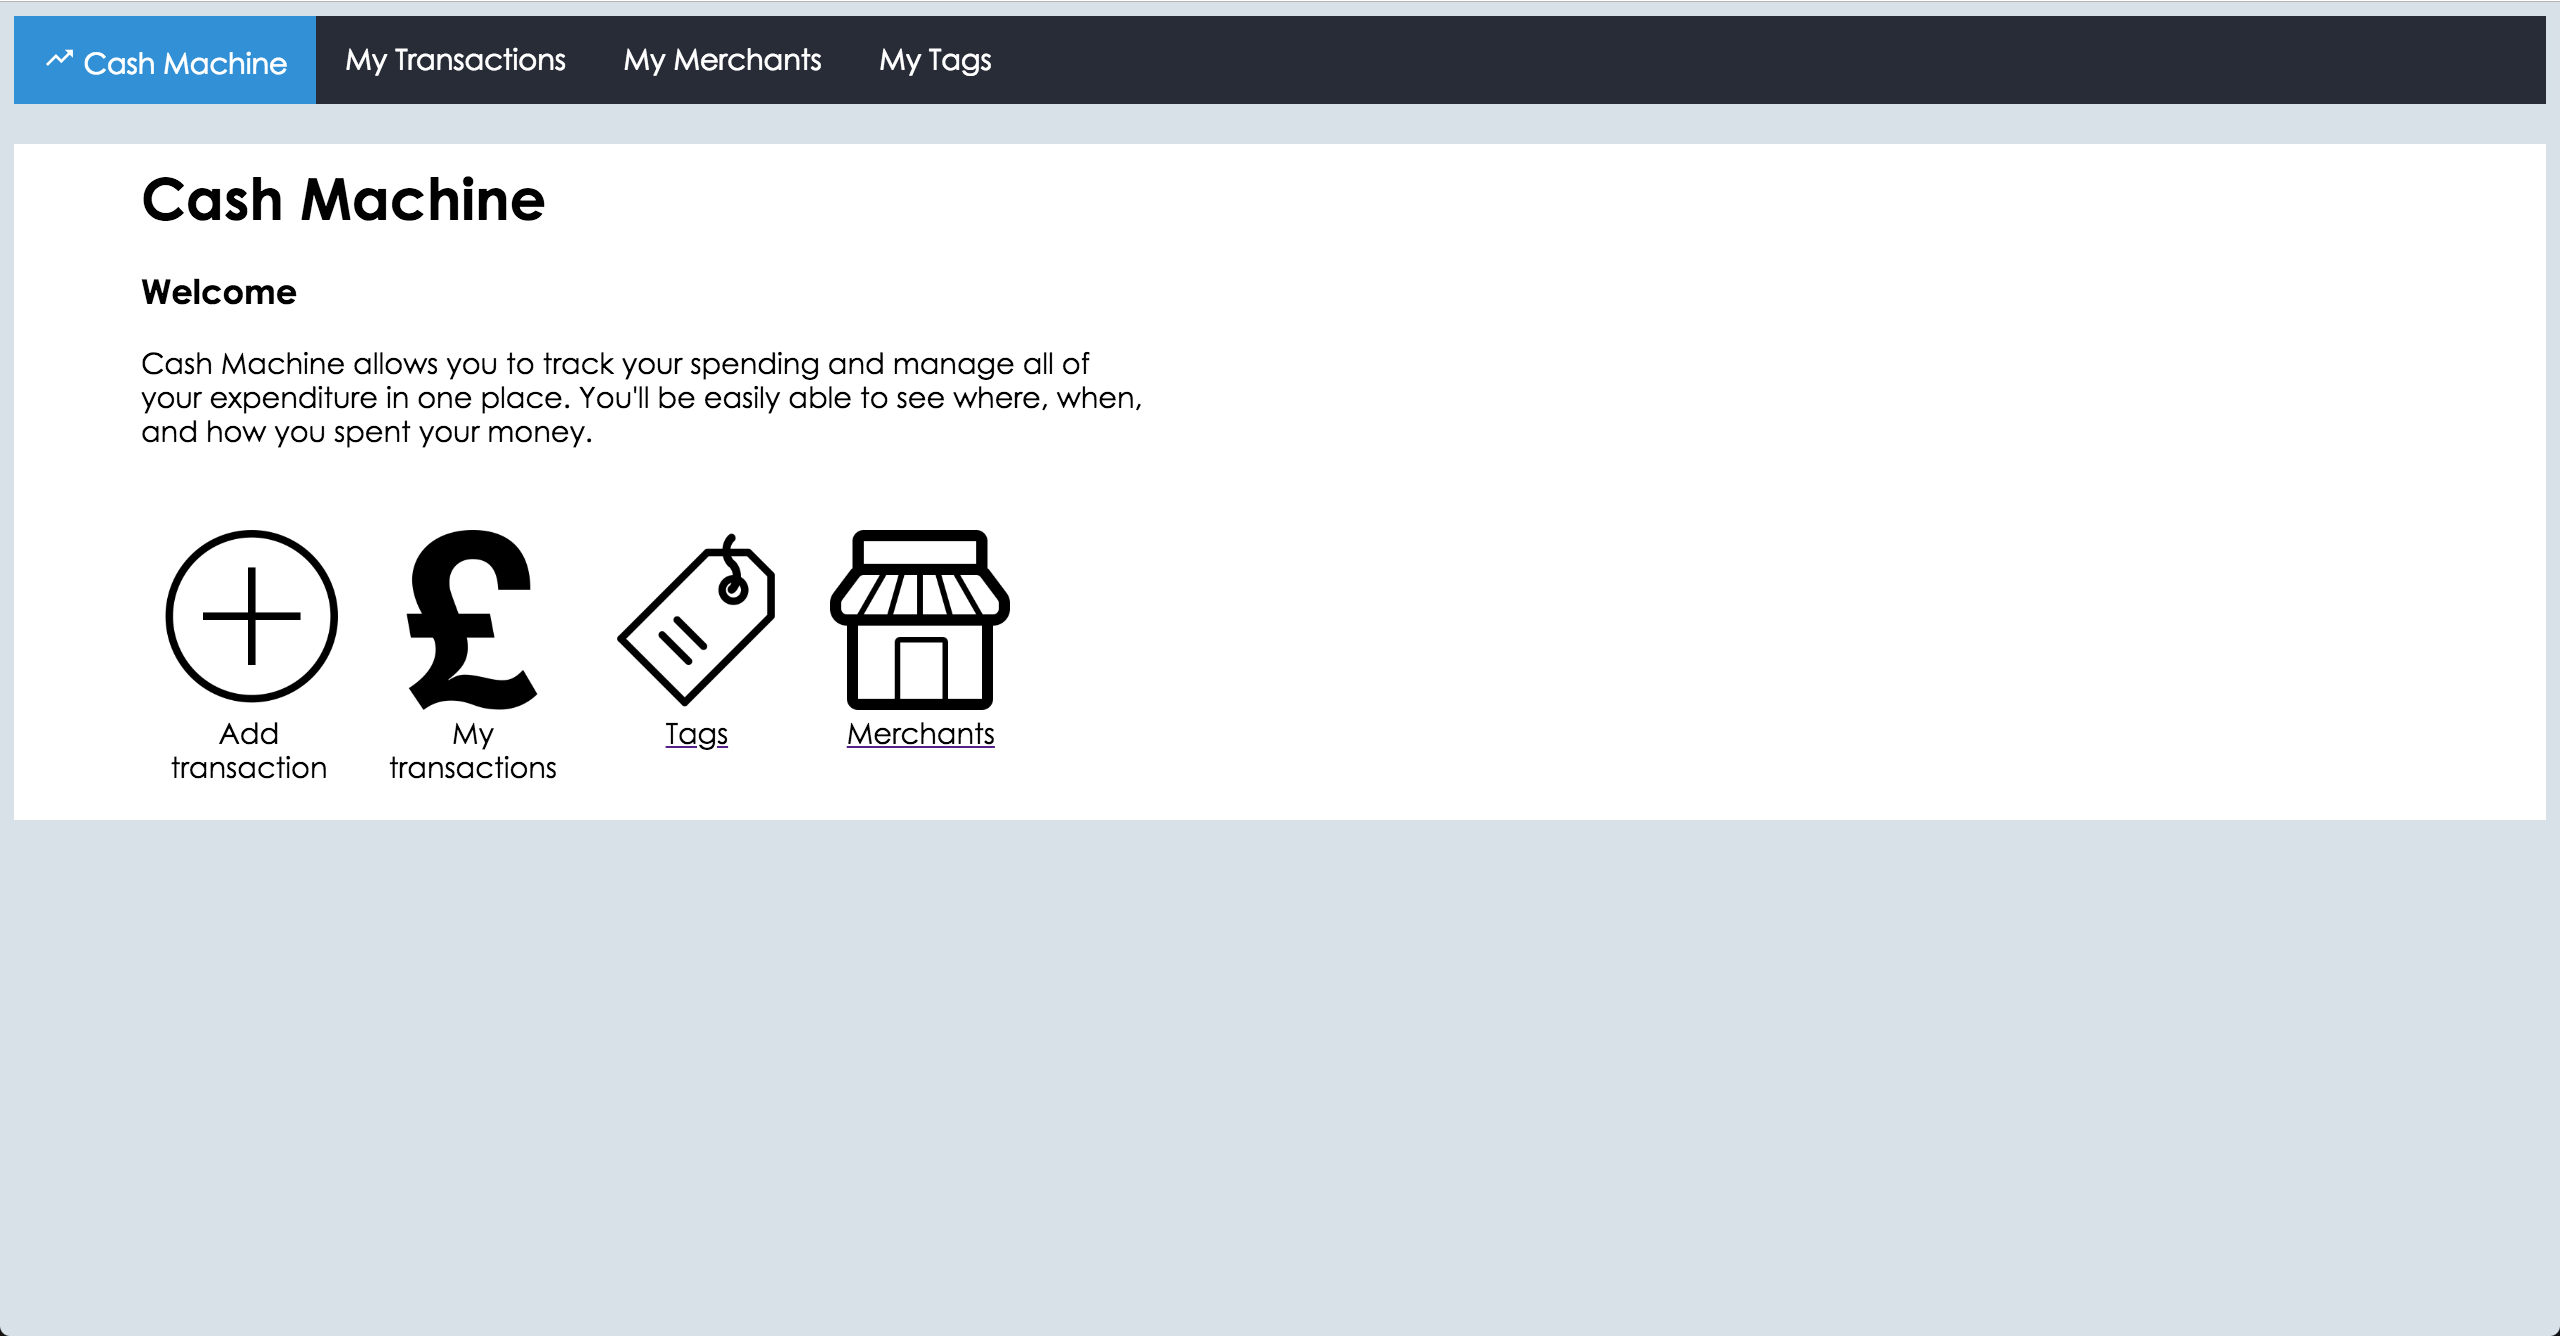 Cash Machine My Transactions My Merchants My Tags
Cash Machine
Welcome
Cash Machine allows you to track your spending and manage all of
your expenditure in one place. You'll be easily able to see where, when,
and how you spent your money.
£
Add transaction
My transactions
Tags
Merchants